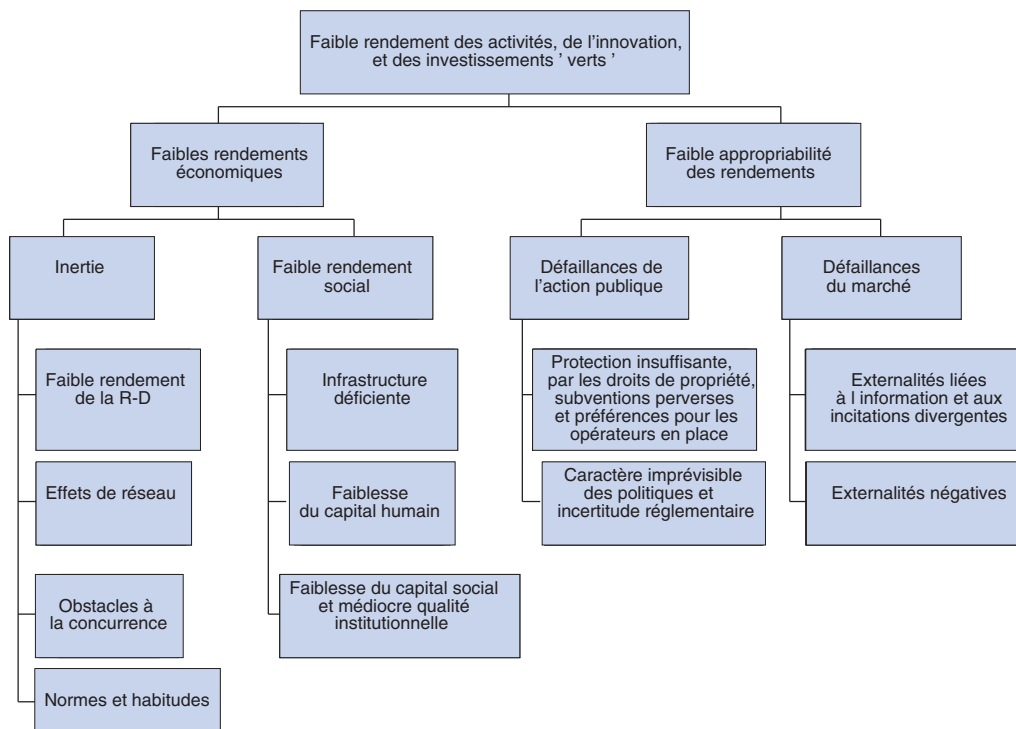 Faible rendement des activités, de l’innovation,
et des investissements ’ verts ’
Faibles rendements
économiques
Faible appropriabilité
des rendements
Inertie
Faible rendement
social
Défaillances de
l’action publique
Défaillances
du marché
Faible rendement
de la R-D
Effets de réseau
Obstacles à
la concurrence
Normes et habitudes
Infrastructure
déficiente
Faiblesse
du capital humain
Faiblesse du capital social
et médiocre qualité
institutionnelle
Protection insuffisante,
par les droits de propriété,
subventions perverses
et préférences pour les
opérateurs en place
Caractère imprévisible
des politiques et
incertitude réglementaire
Externalités liées
à l information et aux
incitations divergentes
Externalités négatives